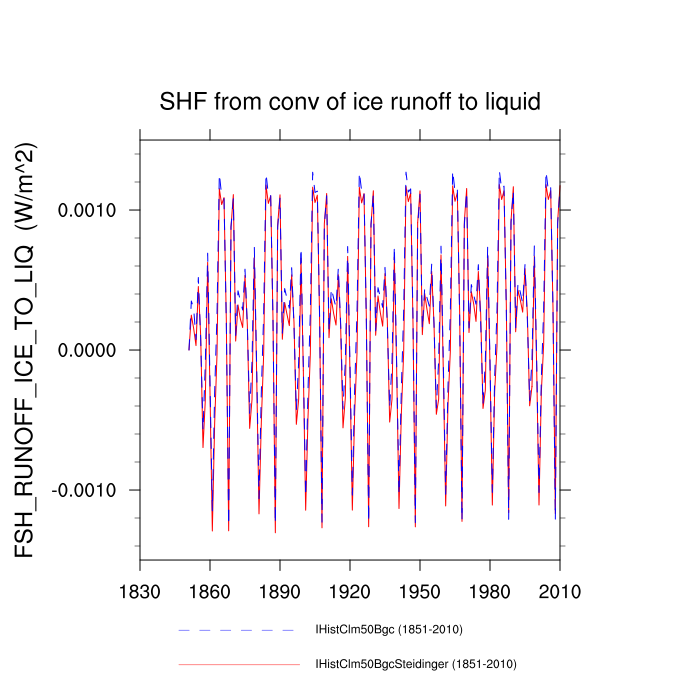 SHF from conv of ice runoff to liquid
FSH_RUNOFF_ICE_TO_LIQ (W/m^2)
0.0010
0.0000
-0.0010
1830 1860 1890 1920 1950 1980 2010
IHistClm50Bgc (1851-2010)
IHistClm50BgcSteidinger (1851-2010)